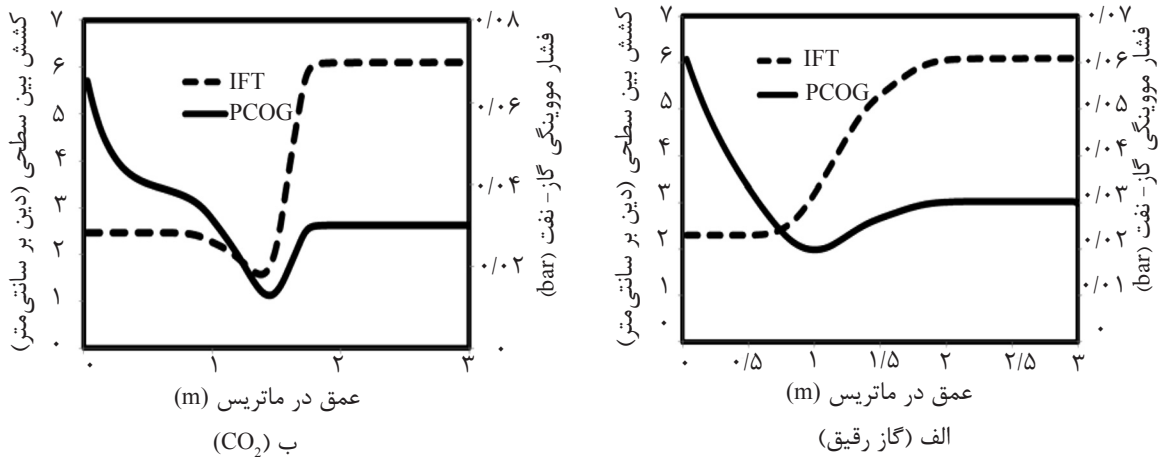 کشش بین سطحی (دین بر سانتی‌متر)
۷
۶
۵
۴
۳
۲
۱
۰
IFT
PCOG
۰/۰۷
۰/۰۶
۰/۰۵
۰/۰۴
۰/۰۳
۰/۰۲
۰/۰۱
۰
فشار مویینگی گاز- نفت (bar)
۰ ۰/۵ ۱ ۱/۵ ۲ ۲/۵ ۳
عمق در ماتریس (m)
الف (گاز رقیق)
کشش بین سطحی (دین بر سانتی‌متر)
۷
۶
۵
۴
۳
۲
۱
۰
IFT
PCOG
۰/۰۸
۰/۰۶
۰/۰۴
۰/۰۲
۰
فشار مویینگی گاز- نفت (bar)
۰ ۱ ۲ ۳
عمق در ماتریس (m)
ب (CO₂)